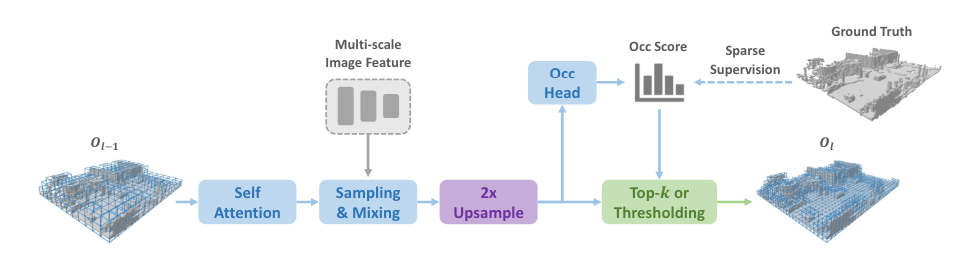 Multi-scale
Image Feature
Occ
Head
Occ Score
Sparse
Supervision
Ground Truth
O_{l-1}
Self
Attention
Sampling
& Mixing
2x
Upsample
Top-k or
Thresholding
O_l